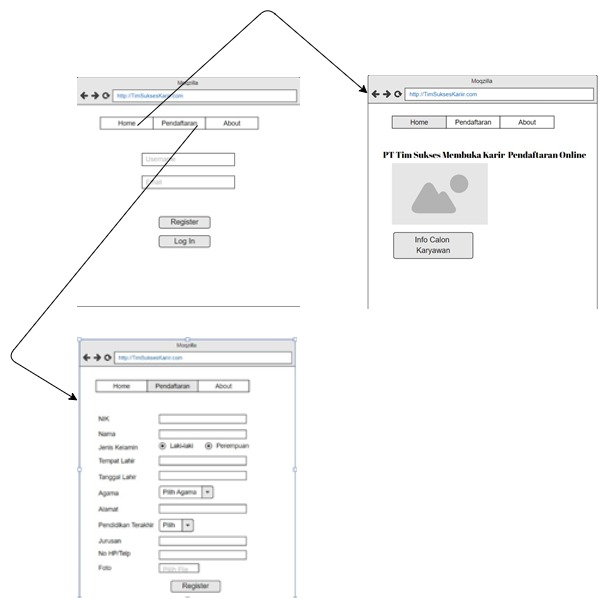 Moqzilla
http://TimSuksesKarir.com
Home Pendaftaran About
Username
Email
Register
Log In
Moqzilla
http://TimSuksesKarir.com
Home Pendaftaran About
PT Tim Sukses Membuka Karir Pendaftaran Online
Info Calon
Karyawan
Moqzilla
http://TimSuksesKarir.com
Home Pendaftaran About
NIK
Nama
Jenis Kelamin Laki-laki Perempuan
Tempat Lahir
Tanggal Lahir
Agama Pilih Agama
Alamat
Pendidikan Terakhir Pilih
Jurusan
No HP/Telp
Foto Pilih File
Register